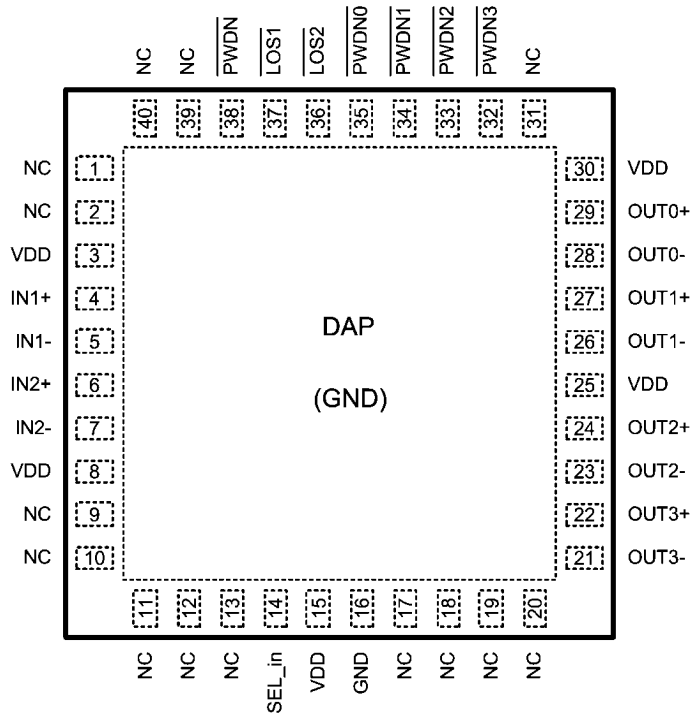 NC NC PWDN LOS1 LOS2 PWDN0 PWDN1 PWDN2 PWDN3 NC
40 39 38 37 36 35 34 33 32 31
NC 1 30 VDD
NC 2 29 OUT0+
VDD 3 28 OUT0-
IN1+ 4 27 OUT1+
IN1- 5 26 OUT1-
DAP
IN2+ 6 25 VDD
(GND)
IN2- 7 24 OUT2+
VDD 8 23 OUT2-
NC 9 22 OUT3+
NC 10 21 OUT3-
11 12 13 14 15 16 17 18 19 20
NC NC NC SEL_in VDD GND NC NC NC NC